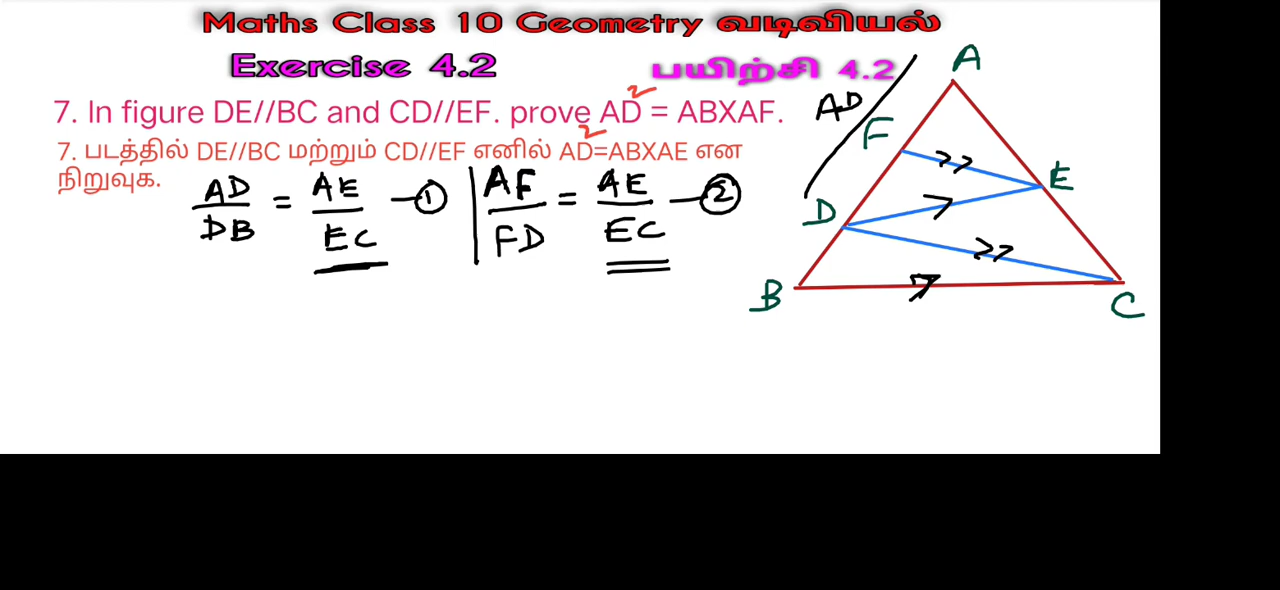 Maths Class 10 Geometry வடிவியல்
Exercise 4.2 பயிற்சி 4.2
7. In figure DE//BC and CD//EF. prove AD² = ABXAF.
7. படத்தில் DE//BC மற்றும் CD//EF எனில் AD²=ABXAE என
நிறுவுக.
AD/DB = AE/EC —① | AF/FD = AE/EC —②
A
AD
F
E
D
B
C